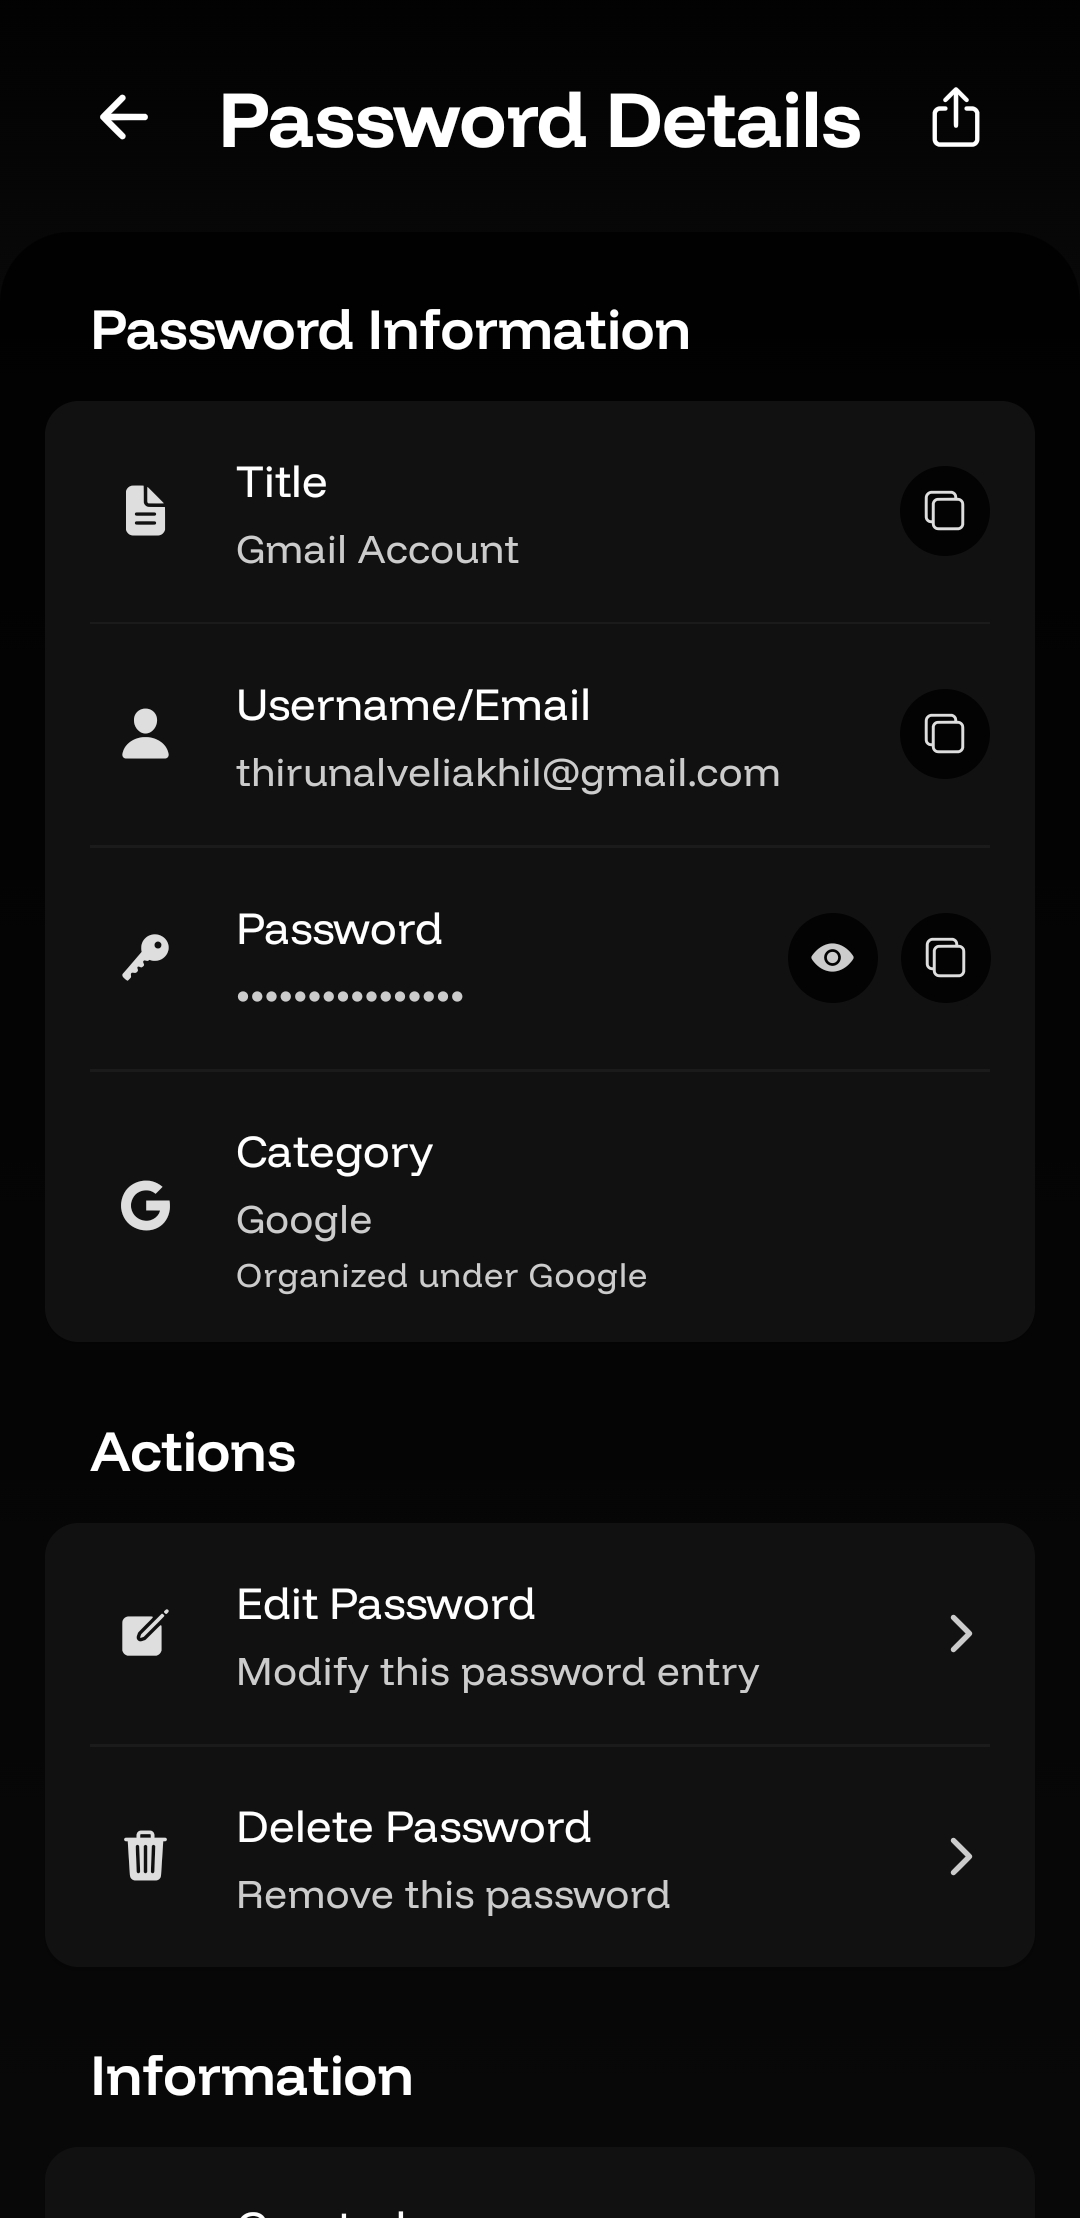 Password Details
Password Information
Title
Gmail Account
Username/Email
thirunalveliakhil@gmail.com
Password
••••••••••••••••
Category
Google
Organized under Google
Actions
Edit Password
Modify this password entry
Delete Password
Remove this password
Information